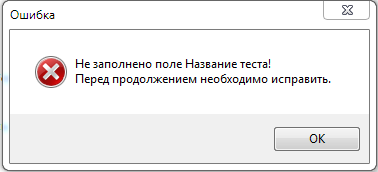 Ошибка
Не заполнено поле Название теста!
Перед продолжением необходимо исправить.
OK